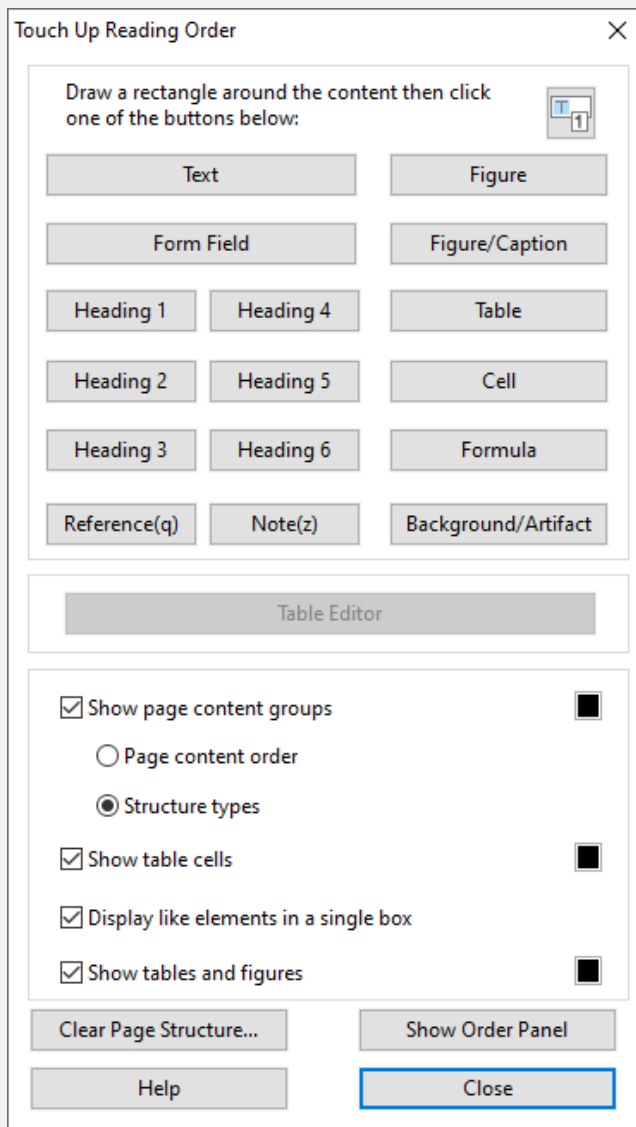 Touch Up Reading Order
Draw a rectangle around the content then click
one of the buttons below:
T
1
Text
Figure
Form Field
Figure/Caption
Heading 1
Heading 4
Table
Heading 2
Heading 5
Cell
Heading 3
Heading 6
Formula
Reference(q)
Note(z)
Background/Artifact
Table Editor
Show page content groups
Page content order
Structure types
Show table cells
Display like elements in a single box
Show tables and figures
Clear Page Structure...
Show Order Panel
Help
Close